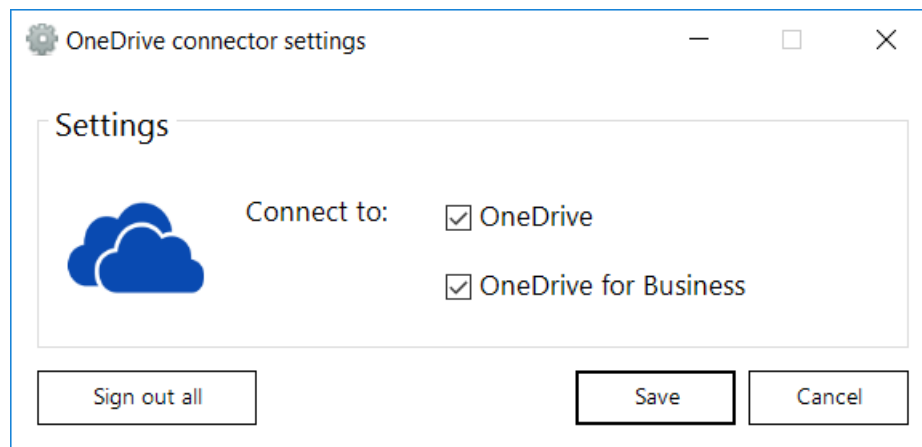 OneDrive connector settings
Settings
Connect to:
OneDrive
OneDrive for Business
Sign out all
Save
Cancel